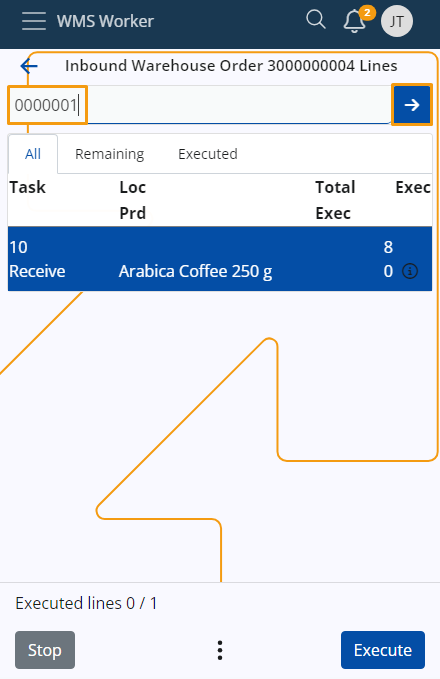 WMS Worker
2
JT
Inbound Warehouse Order 3000000004 Lines
0000001
All Remaining Executed
Task Loc Total Exec
Prd Exec
10 8
Receive Arabica Coffee 250 g 0
Executed lines 0 / 1
Stop Execute